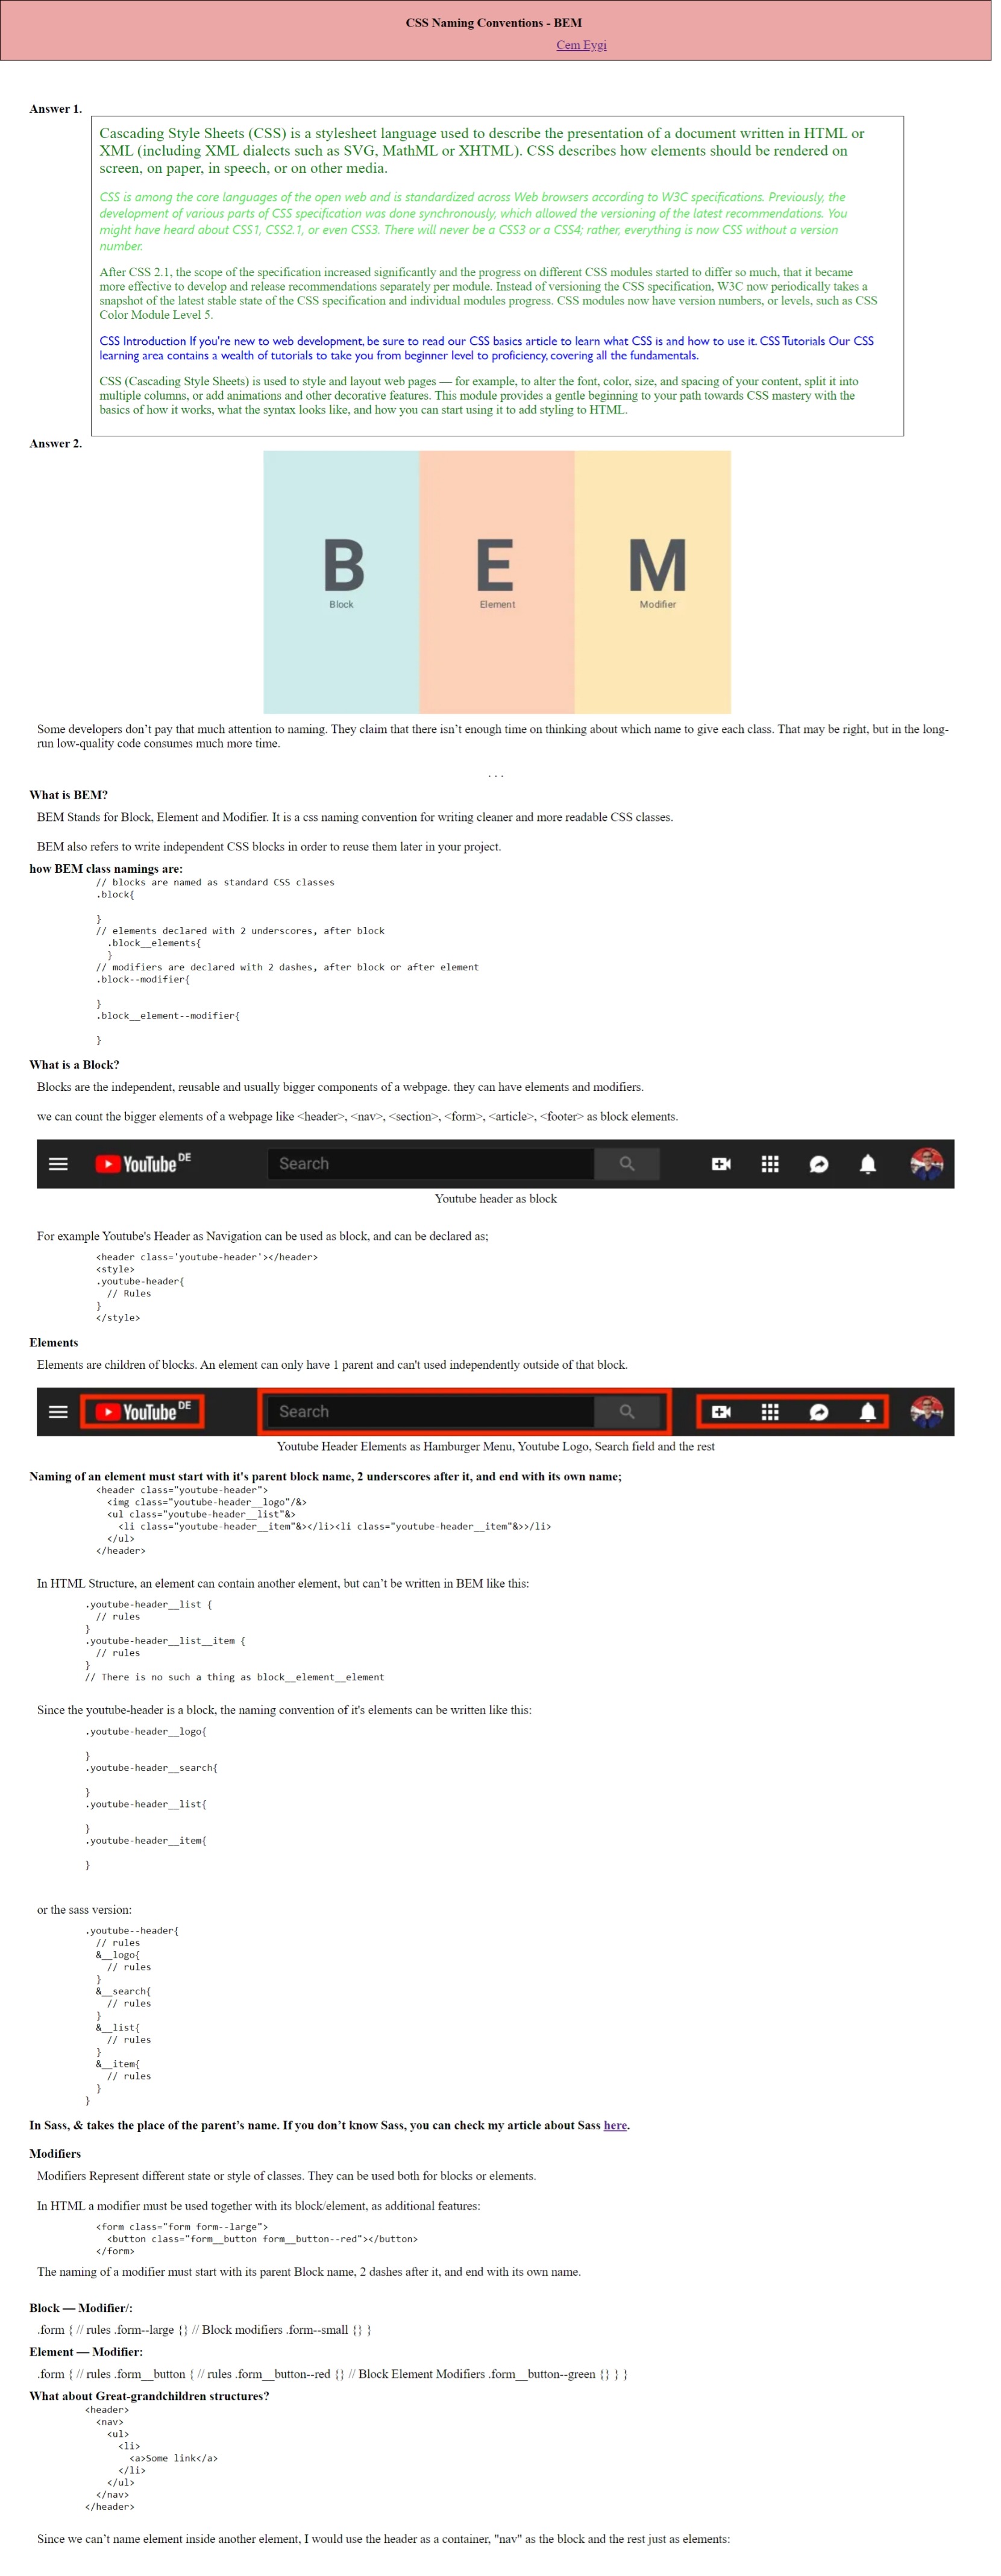 CSS Naming Conventions - BEM
Cem Eygi
Answer 1.
Cascading Style Sheets (CSS) is a stylesheet language used to describe the presentation of a document written in HTML or
XML (including XML dialects such as SVG, MathML or XHTML). CSS describes how elements should be rendered on
screen, on paper, in speech, or on other media.
CSS is among the core languages of the open web and is standardized across Web browsers according to W3C specifications. Previously, the
development of various parts of CSS specification was done synchronously, which allowed the versioning of the latest recommendations. You
might have heard about CSS1, CSS2.1, or even CSS3. There will never be a CSS3 or a CSS4; rather, everything is now CSS without a version
number.
After CSS 2.1, the scope of the specification increased significantly and the progress on different CSS modules started to differ so much, that it became
more effective to develop and release recommendations separately per module. Instead of versioning the CSS specification, W3C now periodically takes a
snapshot of the latest stable state of the CSS specification and individual modules progress. CSS modules now have version numbers, or levels, such as CSS
Color Module Level 5.
CSS Introduction If you're new to web development, be sure to read our CSS basics article to learn what CSS is and how to use it. CSS Tutorials Our CSS
learning area contains a wealth of tutorials to take you from beginner level to proficiency, covering all the fundamentals.
CSS (Cascading Style Sheets) is used to style and layout web pages — for example, to alter the font, color, size, and spacing of your content, split it into
multiple columns, or add animations and other decorative features. This module provides a gentle beginning to your path towards CSS mastery with the
basics of how it works, what the syntax looks like, and how you can start using it to add styling to HTML.
Answer 2.
B E M
Block Element Modifier
Some developers don’t pay that much attention to naming. They claim that there isn’t enough time on thinking about which name to give each class. That may be right, but in the long-
run low-quality code consumes much more time.
. . .
What is BEM?
BEM Stands for Block, Element and Modifier. It is a css naming convention for writing cleaner and more readable CSS classes.
BEM also refers to write independent CSS blocks in order to reuse them later in your project.
how BEM class namings are:
// blocks are named as standard CSS classes
.block{
}
// elements declared with 2 underscores, after block
.block__elements{
}
// modifiers are declared with 2 dashes, after block or after element
.block--modifier{
}
.block__element--modifier{
}
What is a Block?
Blocks are the independent, reusable and usually bigger components of a webpage. they can have elements and modifiers.
we can count the bigger elements of a webpage like <header>, <nav>, <section>, <form>, <article>, <footer> as block elements.
YouTube DE Search
Youtube header as block
For example Youtube's Header as Navigation can be used as block, and can be declared as;
<header class='youtube-header'></header>
<style>
.youtube-header{
// Rules
}
</style>
Elements
Elements are children of blocks. An element can only have 1 parent and can't used independently outside of that block.
YouTube DE Search
Youtube Header Elements as Hamburger Menu, Youtube Logo, Search field and the rest
Naming of an element must start with it's parent block name, 2 underscores after it, and end with its own name;
<header class="youtube-header">
<img class="youtube-header__logo"/&>
<ul class="youtube-header__list"&>
<li class="youtube-header__item"&></li><li class="youtube-header__item"&>>/li>
</ul>
</header>
In HTML Structure, an element can contain another element, but can’t be written in BEM like this:
.youtube-header__list {
// rules
}
.youtube-header__list__item {
// rules
}
// There is no such a thing as block__element__element
Since the youtube-header is a block, the naming convention of it's elements can be written like this:
.youtube-header__logo{
}
.youtube-header__search{
}
.youtube-header__list{
}
.youtube-header__item{
}
or the sass version:
.youtube--header{
// rules
&__logo{
// rules
}
&__search{
// rules
}
&__list{
// rules
}
&__item{
// rules
}
}
In Sass, & takes the place of the parent’s name. If you don’t know Sass, you can check my article about Sass here.
Modifiers
Modifiers Represent different state or style of classes. They can be used both for blocks or elements.
In HTML a modifier must be used together with its block/element, as additional features:
<form class="form form--large">
<button class="form__button form__button--red"></button>
</form>
The naming of a modifier must start with its parent Block name, 2 dashes after it, and end with its own name.
Block — Modifier/:
.form { // rules .form--large {} // Block modifiers .form--small {} }
Element — Modifier:
.form { // rules .form__button { // rules .form__button--red {} // Block Element Modifiers .form__button--green {} } }
What about Great-grandchildren structures?
<header>
<nav>
<ul>
<li>
<a>Some link</a>
</li>
</ul>
</nav>
</header>
Since we can’t name element inside another element, I would use the header as a container, "nav" as the block and the rest just as elements: